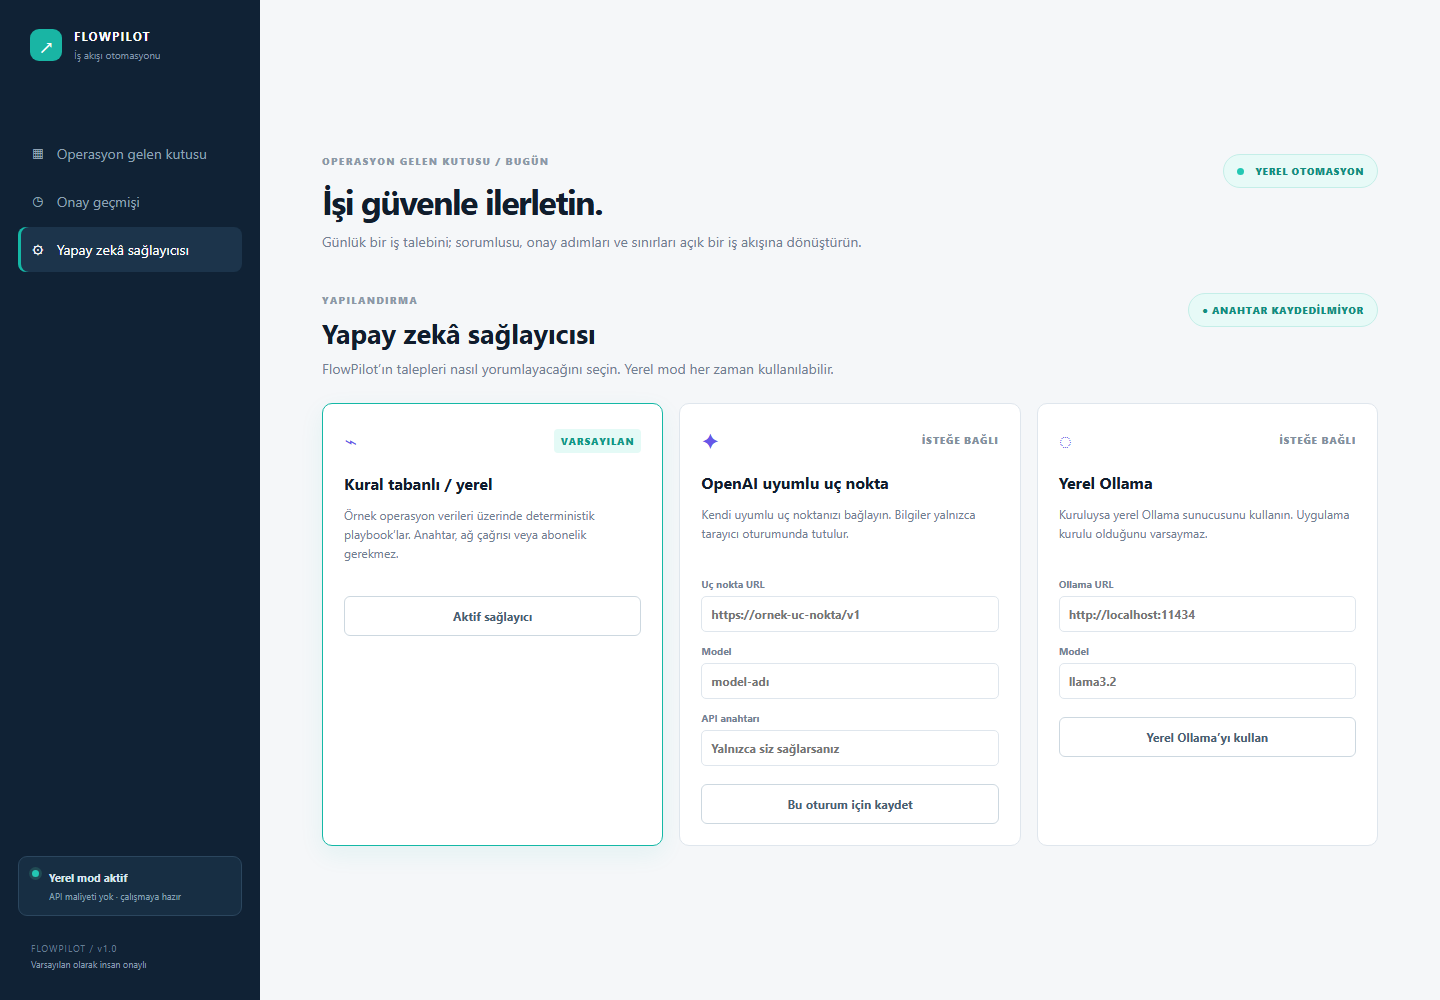 FLOWPILOT
İş akışı otomasyonu
Operasyon gelen kutusu
Onay geçmişi
Yapay zekâ sağlayıcısı
Yerel mod aktif
API maliyeti yok · çalışmaya hazır
FLOWPILOT / v1.0
Varsayılan olarak insan onaylı
OPERASYON GELEN KUTUSU / BUGÜN
İşi güvenle ilerletin.
Günlük bir iş talebini; sorumlusu, onay adımları ve sınırları açık bir iş akışına dönüştürün.
YEREL OTOMASYON
YAPILANDIRMA
Yapay zekâ sağlayıcısı
FlowPilot’ın talepleri nasıl yorumlayacağını seçin. Yerel mod her zaman kullanılabilir.
• ANAHTAR KAYDEDİLMİYOR
VARSAYILAN
Kural tabanlı / yerel
Örnek operasyon verileri üzerinde deterministik
playbook’lar. Anahtar, ağ çağrısı veya abonelik
gerekmez.
Aktif sağlayıcı
İSTEĞE BAĞLI
OpenAI uyumlu uç nokta
Kendi uyumlu uç noktanızı bağlayın. Bilgiler yalnızca
tarayıcı oturumunda tutulur.
Uç nokta URL
https://ornek-uc-nokta/v1
Model
model-adı
API anahtarı
Yalnızca siz sağlarsanız
Bu oturum için kaydet
İSTEĞE BAĞLI
Yerel Ollama
Kuruluysa yerel Ollama sunucusunu kullanın. Uygulama
kurulu olduğunu varsaymaz.
Ollama URL
http://localhost:11434
Model
llama3.2
Yerel Ollama’yı kullan